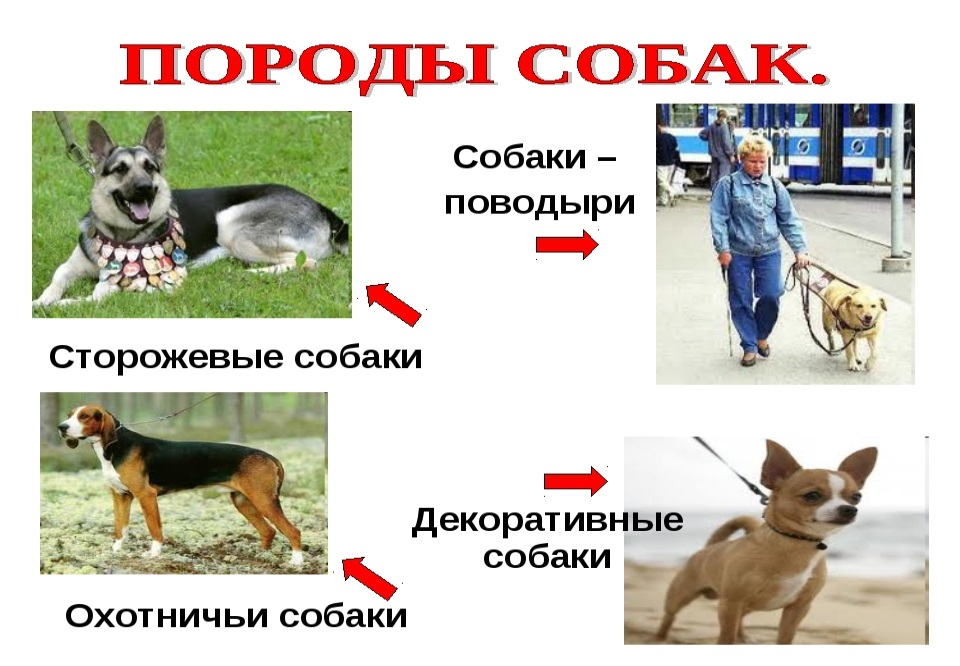 ПОРОДЫ СОБАК.
Собаки –
поводыри
Сторожевые собаки
Декоративные
собаки
Охотничьи собаки